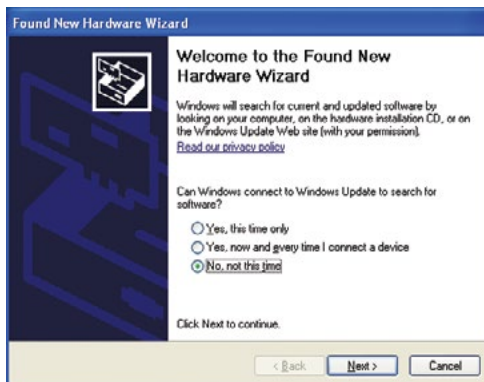 Found New Hardware Wizard
Welcome to the Found New
Hardware Wizard
Windows will search for current and updated software by
looking on your computer, on the hardware installation CD, or on
the Windows Update Web site (with your permission).
Read our privacy policy
Can Windows connect to Windows Update to search for
software?
Yes, this time only
Yes, now and every time I connect a device
No, not this time
Click Next to continue.
< Back Next > Cancel